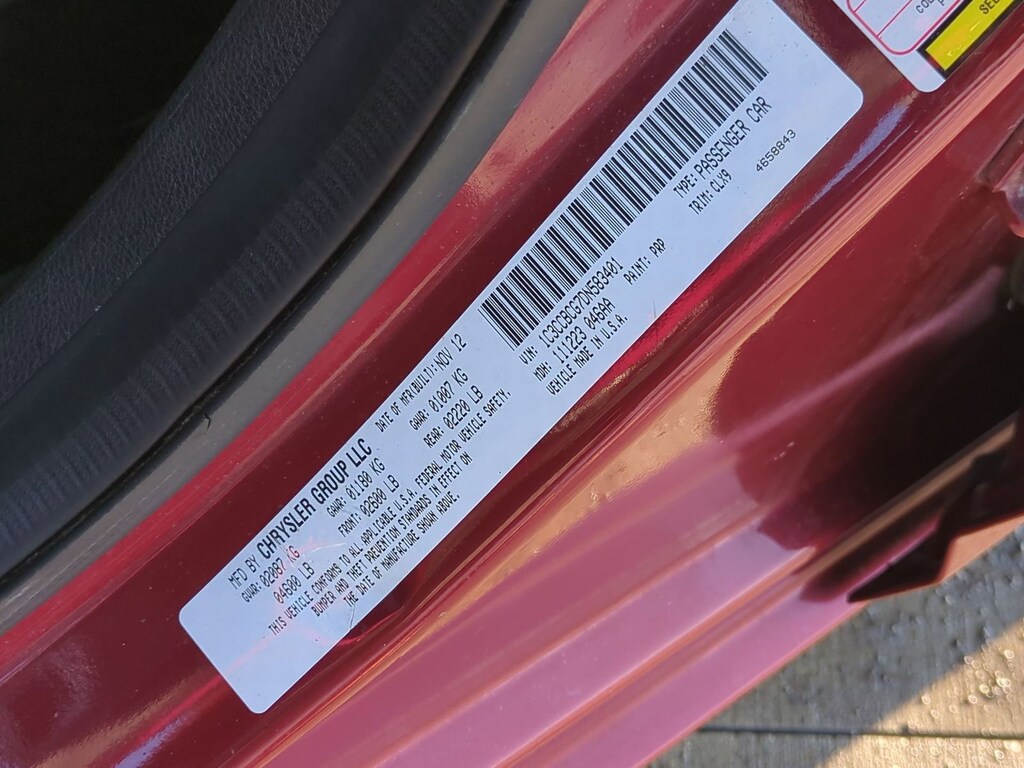 MFD BY CHRYSLER GROUP LLC
DATE OF MFR(BUILT):NOV 12
GVWR:02087 KG
04600 LB
GAWR: 01180 KG
FRONT: 02600 LB
GAWR: 01007 KG
REAR: 02220 LB
THIS VEHICLE CONFORMS TO ALL APPLICABLE U.S.A. FEDERAL MOTOR VEHICLE SAFETY,
BUMPER AND THEFT PREVENTION STANDARDS IN EFFECT ON
THE DATE OF MANUFACTURE SHOWN ABOVE.
VIN: 1C3CCBCG7DN583401
TYPE:PASSENGER CAR
MDH: 111223 046AA
PAINT: PRP
TRIM: CLX9
VEHICLE MADE IN U.S.A.
4658843